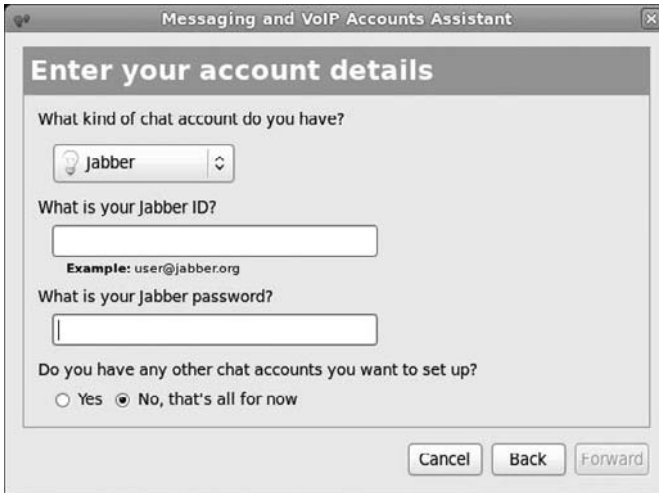 Messaging and VoIP Accounts Assistant
Enter your account details
What kind of chat account do you have?
Jabber
What is your Jabber ID?
Example: user@jabber.org
What is your Jabber password?
Do you have any other chat accounts you want to set up?
Yes No, that's all for now
Cancel Back Forward